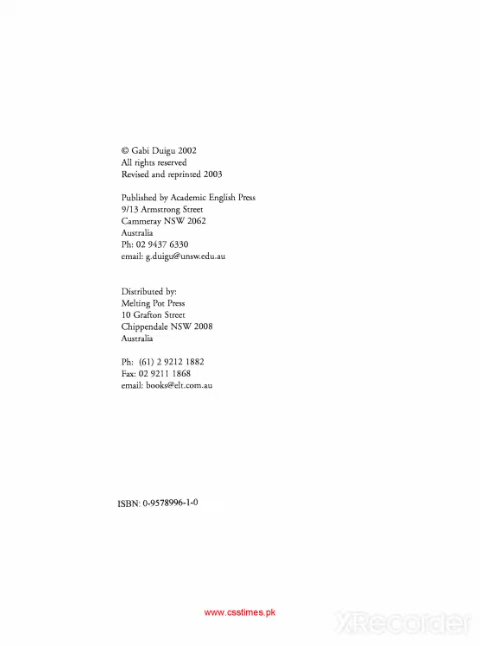 © Gabi Duigu 2002
All rights reserved
Revised and reprinted 2003
Published by Academic English Press
9/13 Armstrong Street
Cammeray NSW 2062
Australia
Ph: 02 9437 6330
email: g.duigu@unsw.edu.au
Distributed by:
Melting Pot Press
10 Grafton Street
Chippendale NSW 2008
Australia
Ph: (61) 2 9212 1882
Fax: 02 9211 1868
email: books@elt.com.au
ISBN: 0-9578996-1-0
www.csstimes.pk
XRecorder